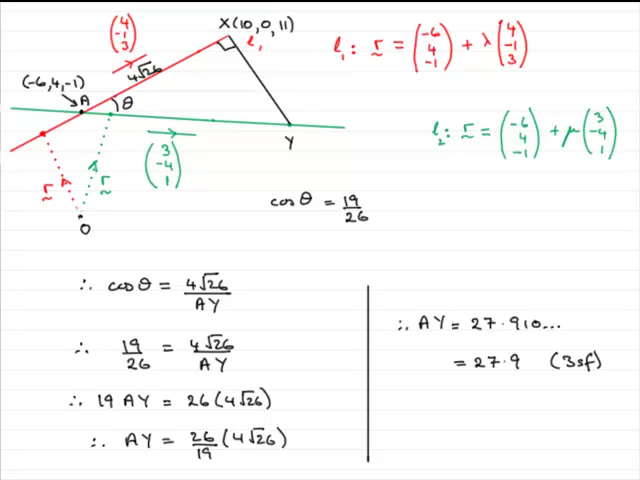 X(10,0,11)
(4 -1 3)
l₁
4√26
(-6,4,-1)
A
θ
Y
(3 -4 1)
r
r
O
l₁: r = (-6 4 -1) + λ (4 -1 3)
l₂: r = (-6 4 -1) + μ (3 -4 1)
cos θ = 19/26
∴ cos θ = 4√26/AY
∴ 19/26 = 4√26/AY
∴ 19 AY = 26(4√26)
∴ AY = 26/19 (4√26)
∴ AY = 27.910...
= 27.9 (3sf)